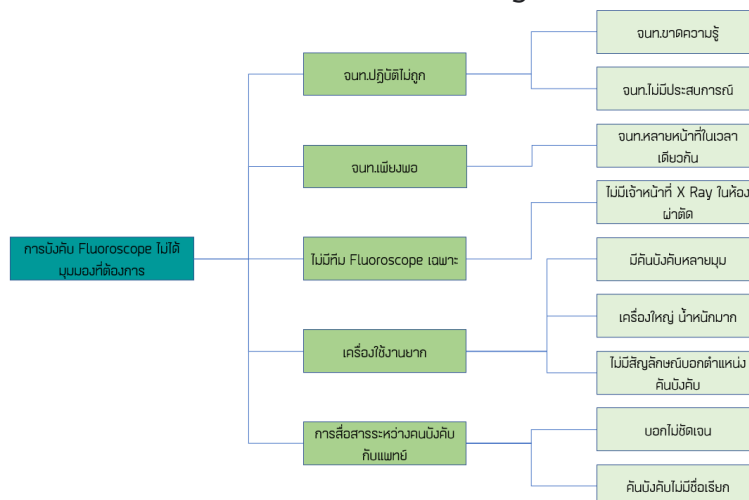 จนท.ขาดความรู้
จนท.ปฏิบัติไม่ถูก
จนท.ไม่มีประสบการณ์
จนท.หลายหน้าที่ในเวลา
เดียวกัน
จนท.เพียงพอ
ไม่มีเจ้าหน้าที่ X Ray ในห้อง
ผ่าตัด
การบังคับ Fluoroscope ไม่ได้
มุมมองที่ต้องการ
ไม่มีทีม Fluoroscope เฉพาะ
มีคันบังคับหลายมุม
เครื่องใช้งานยาก
เครื่องใหญ่ น้ำหนักมาก
ไม่มีสัญลักษณ์บอกตำแหน่ง
คันบังคับ
การสื่อสารระหว่างคนบังคับ
กับแพทย์
บอกไม่ชัดเจน
คันบังคับไม่มีชื่อเรียก